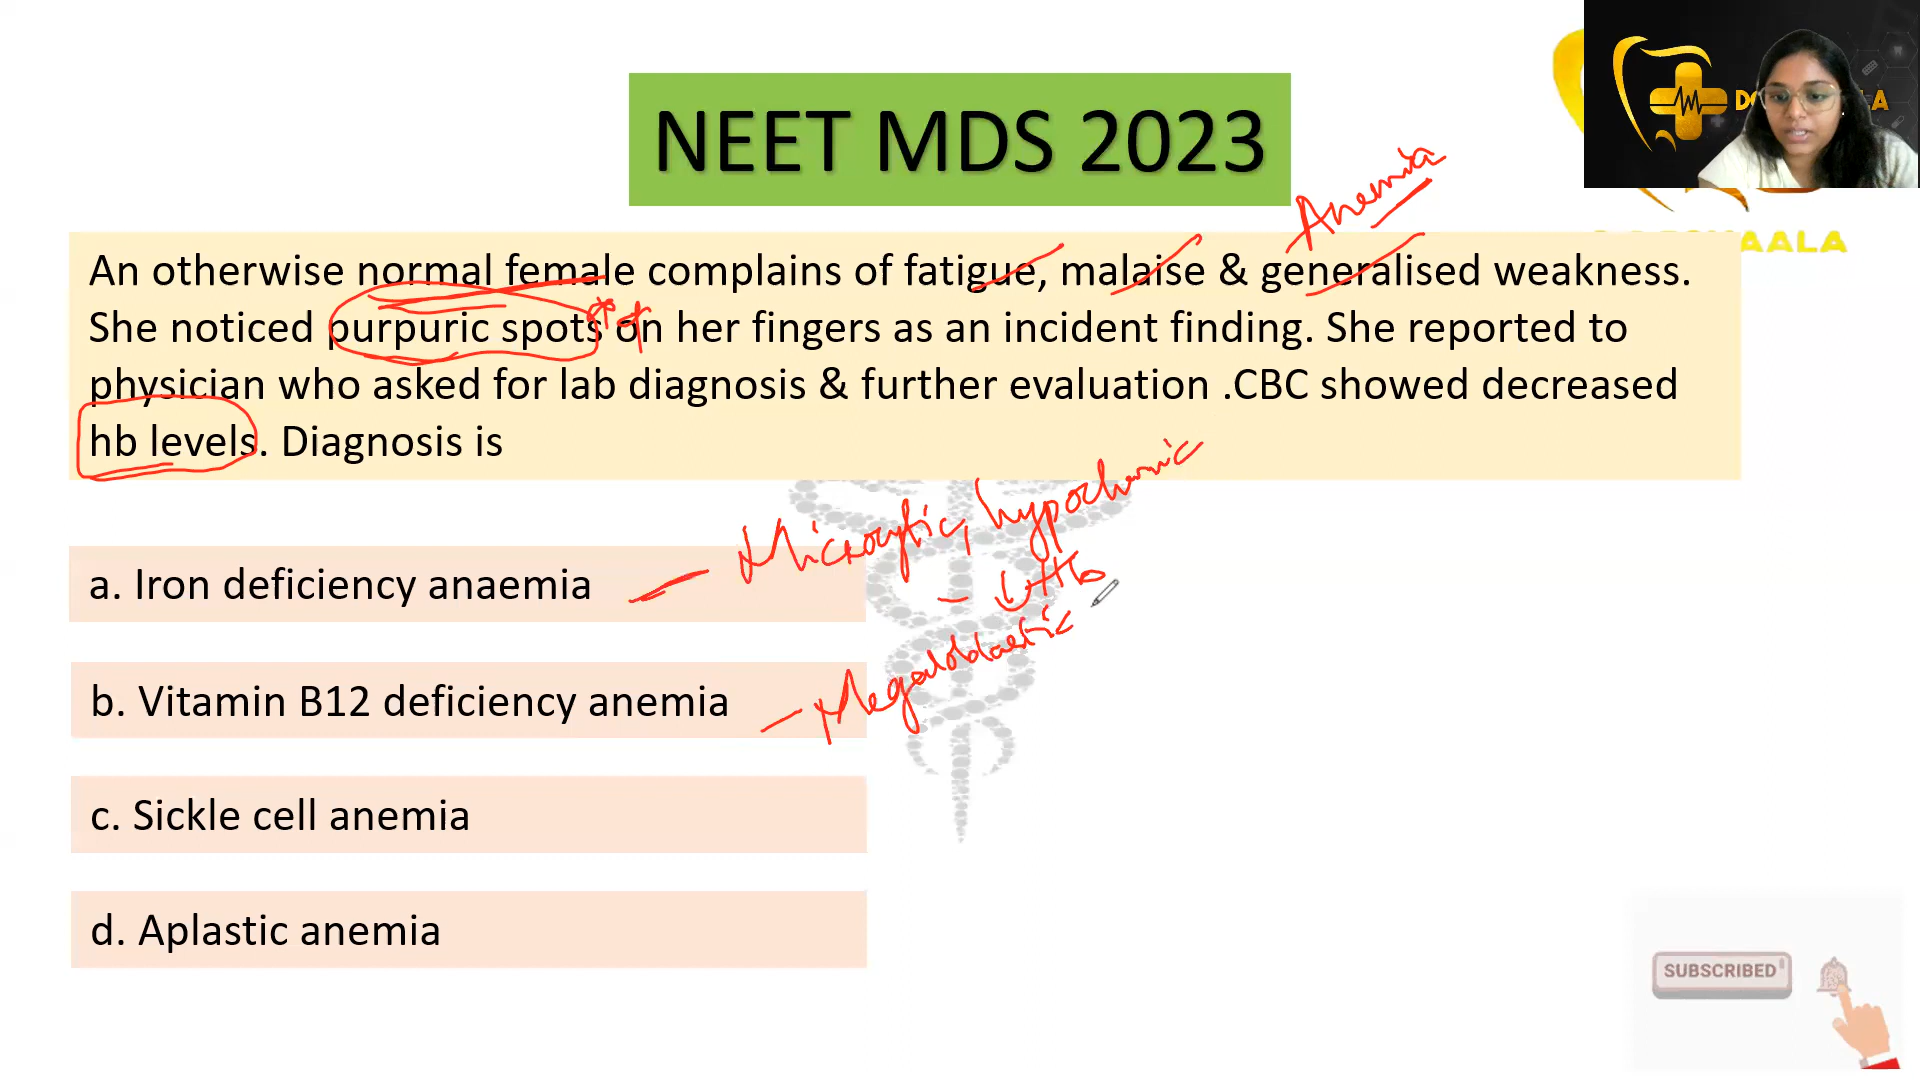 NEET MDS 2023
Anemia
An otherwise normal female complains of fatigue, malaise & generalised weakness.
She noticed purpuric spots on her fingers as an incident finding. She reported to
physician who asked for lab diagnosis & further evaluation .CBC showed decreased
hb levels. Diagnosis is
Microcytic, hypochromic
a. Iron deficiency anaemia
- ↓Hb
Megaloblastic
b. Vitamin B12 deficiency anemia
c. Sickle cell anemia
d. Aplastic anemia
SUBSCRIBED